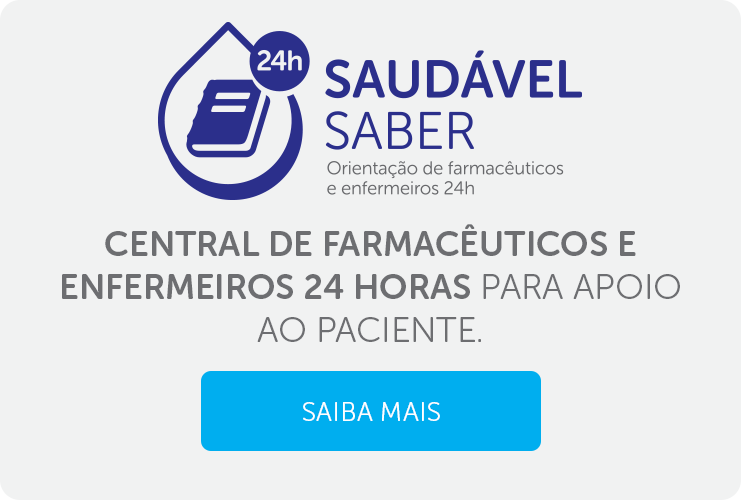 24h
SAUDÁVEL
SABER
Orientação de farmacêuticos
e enfermeiros 24h
CENTRAL DE FARMACÊUTICOS E
ENFERMEIROS 24 HORAS PARA APOIO
AO PACIENTE.
SAIBA MAIS